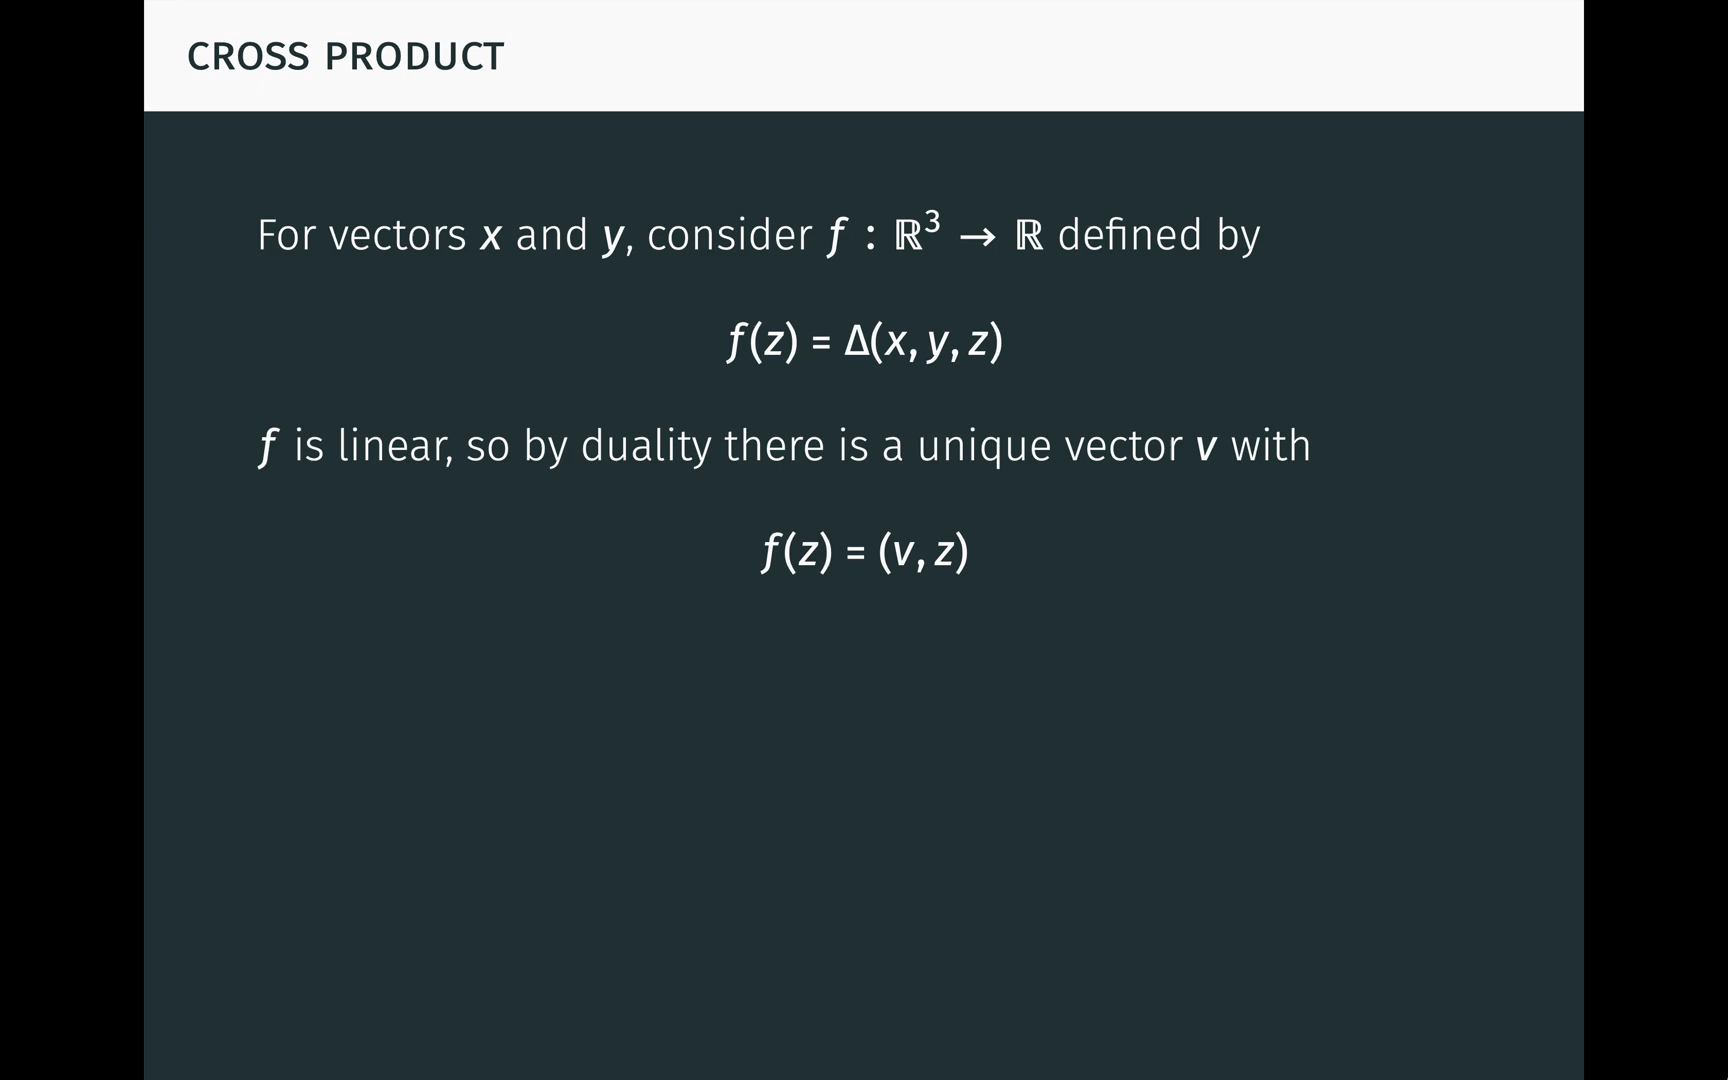 CROSS PRODUCT
For vectors x and y, consider f : ℝ³ → ℝ defined by
f(z) = Δ(x, y, z)
f is linear, so by duality there is a unique vector v with
f(z) = (v, z)